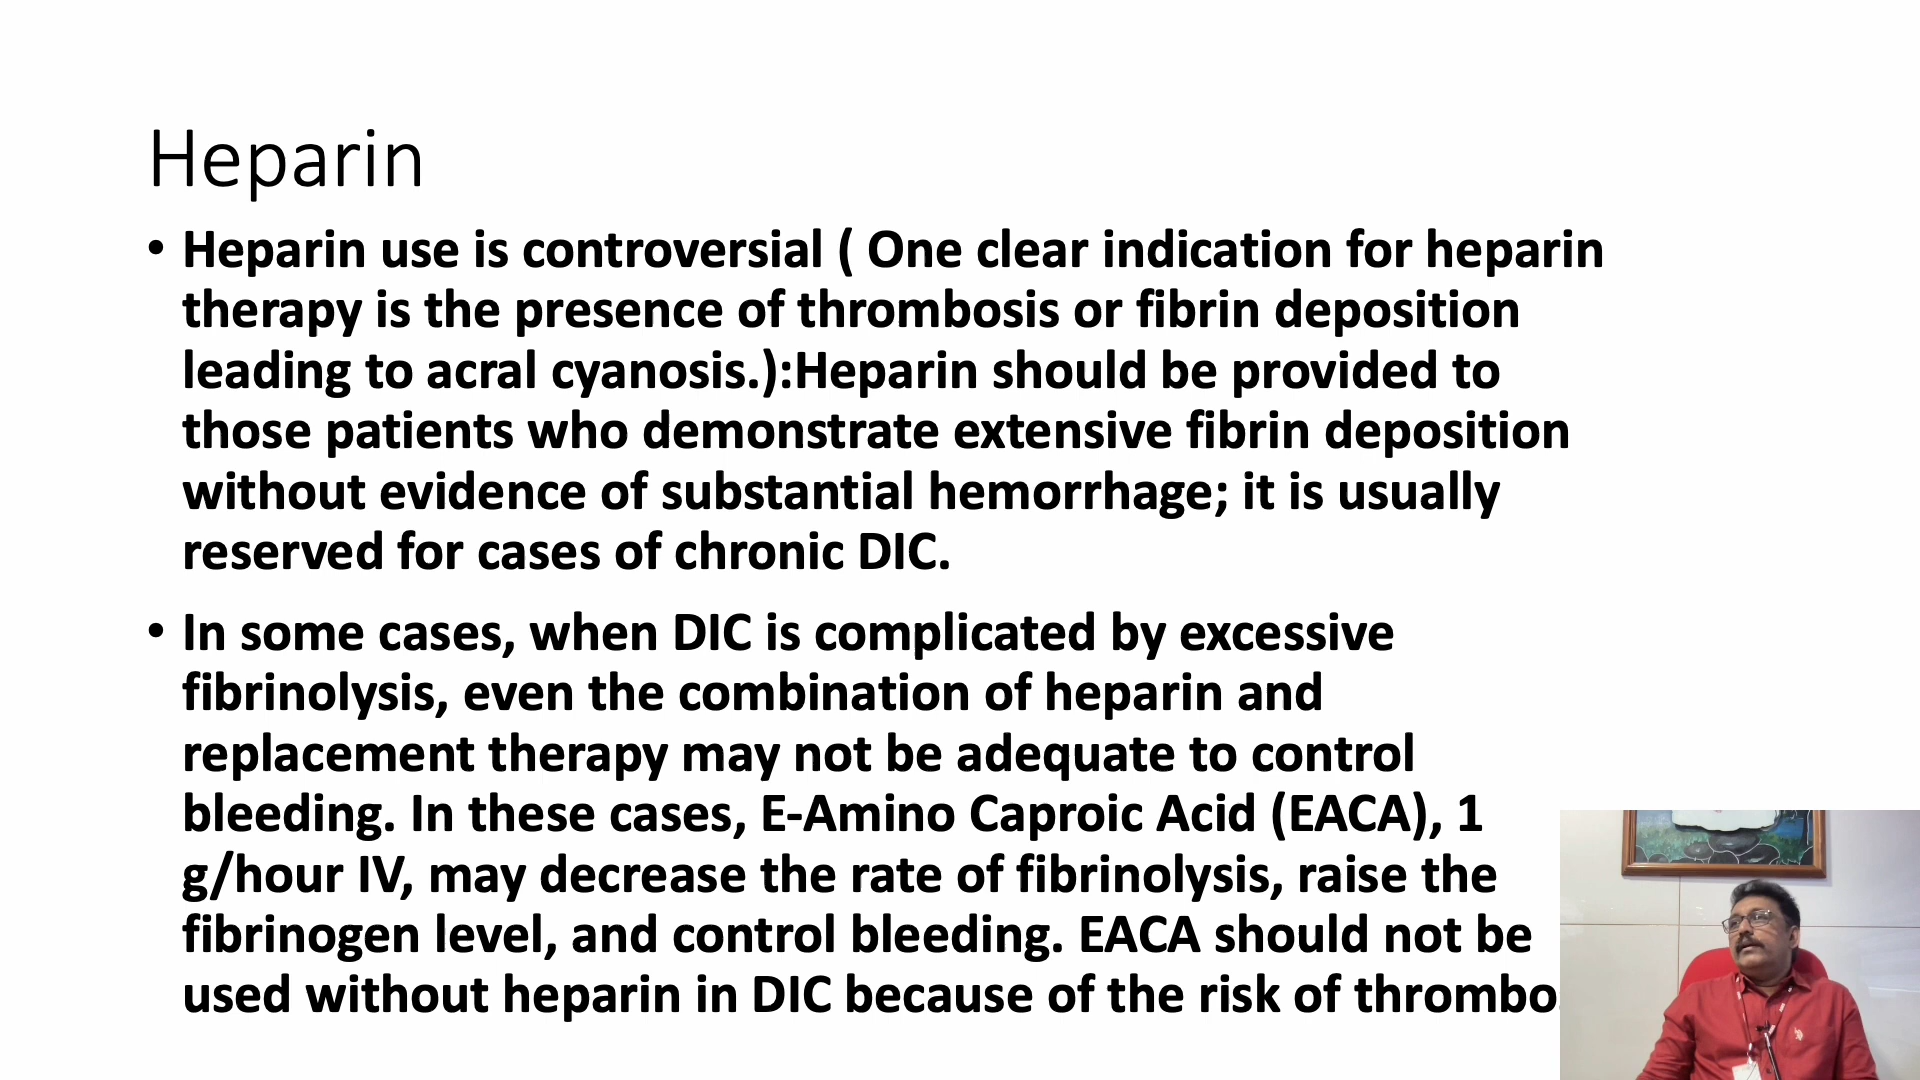 Heparin
• Heparin use is controversial ( One clear indication for heparin
therapy is the presence of thrombosis or fibrin deposition
leading to acral cyanosis.):Heparin should be provided to
those patients who demonstrate extensive fibrin deposition
without evidence of substantial hemorrhage; it is usually
reserved for cases of chronic DIC.
• In some cases, when DIC is complicated by excessive
fibrinolysis, even the combination of heparin and
replacement therapy may not be adequate to control
bleeding. In these cases, E-Amino Caproic Acid (EACA), 1
g/hour IV, may decrease the rate of fibrinolysis, raise the
fibrinogen level, and control bleeding. EACA should not be
used without heparin in DIC because of the risk of